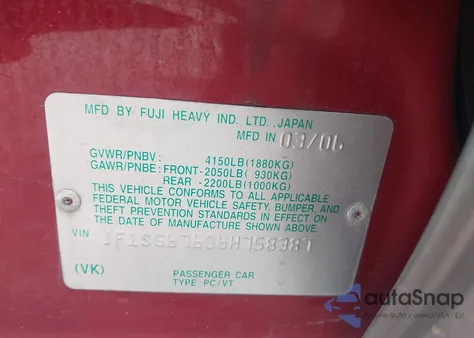 MFD BY FUJI HEAVY IND. LTD.,JAPAN
MFD IN 03/06
GVWR/PNBV: 4150LB(1880KG)
GAWR/PNBE: FRONT-2050LB( 930KG)
REAR -2200LB(1000KG)
THIS VEHICLE CONFORMS TO ALL APPLICABLE
FEDERAL MOTOR VEHICLE SAFETY, BUMPER, AND
THEFT PREVENTION STANDARDS IN EFFECT ON
THE DATE OF MANUFACTURE SHOWN ABOVE.
VIN
(VK)
PASSENGER CAR
TYPE: PC/VT
autaSnap